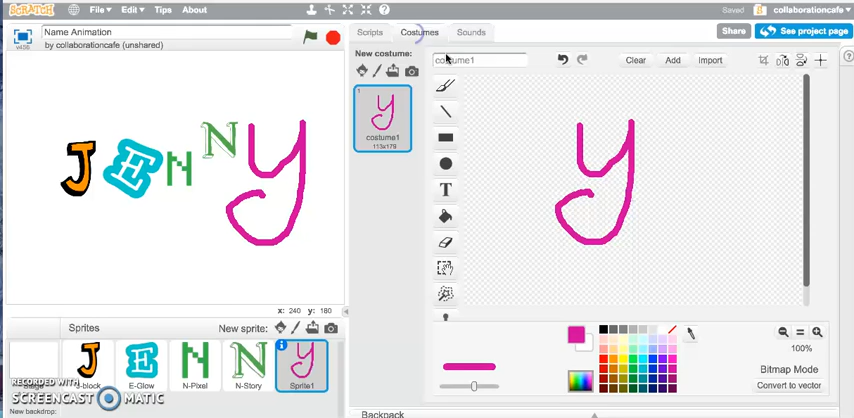 SCRATCH File Edit Tips About Saved collaborationcafe
Name Animation
by collaborationcafe (unshared)
v456
Scripts Costumes Sounds
Share See project page
New costume:
costume1
Clear Add Import
1
costume1
113x179
J E N N y
y
T
x: 240 y: 180
Sprites New sprite:
J-block E-Glow N-Pixel N-Story Sprite1
RECORDED WITH
SCREENCAST MATIC
New backdrop:
100%
Bitmap Mode
Convert to vector
Backpack